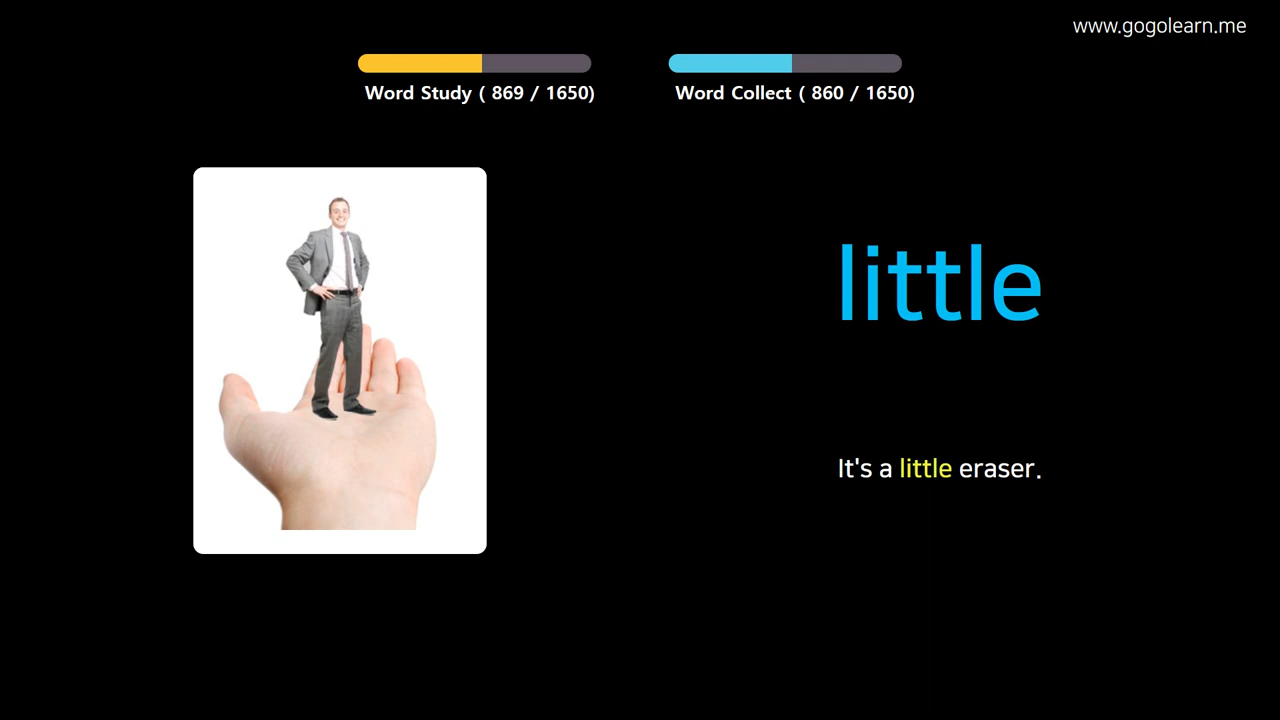 www.gogolearn.me
Word Study ( 869 / 1650)
Word Collect ( 860 / 1650)
little
It's a little eraser.